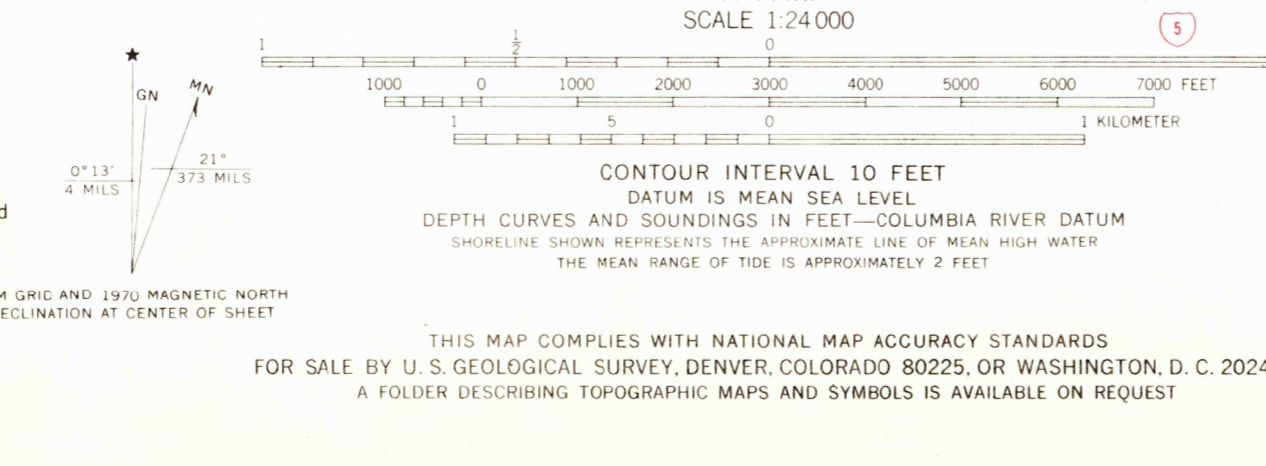 SCALE 1:24 000
5
1 1/2 0
1000 0 1000 2000 3000 4000 5000 6000 7000 FEET
1 5 0 1 KILOMETER
★
GN
MN
0°13′
4 MILS
21°
373 MILS
d
M GRID AND 1970 MAGNETIC NORTH
ECLINATION AT CENTER OF SHEET
CONTOUR INTERVAL 10 FEET
DATUM IS MEAN SEA LEVEL
DEPTH CURVES AND SOUNDINGS IN FEET—COLUMBIA RIVER DATUM
SHORELINE SHOWN REPRESENTS THE APPROXIMATE LINE OF MEAN HIGH WATER
THE MEAN RANGE OF TIDE IS APPROXIMATELY 2 FEET
THIS MAP COMPLIES WITH NATIONAL MAP ACCURACY STANDARDS
FOR SALE BY U. S. GEOLOGICAL SURVEY, DENVER, COLORADO 80225, OR WASHINGTON, D. C. 2024
A FOLDER DESCRIBING TOPOGRAPHIC MAPS AND SYMBOLS IS AVAILABLE ON REQUEST